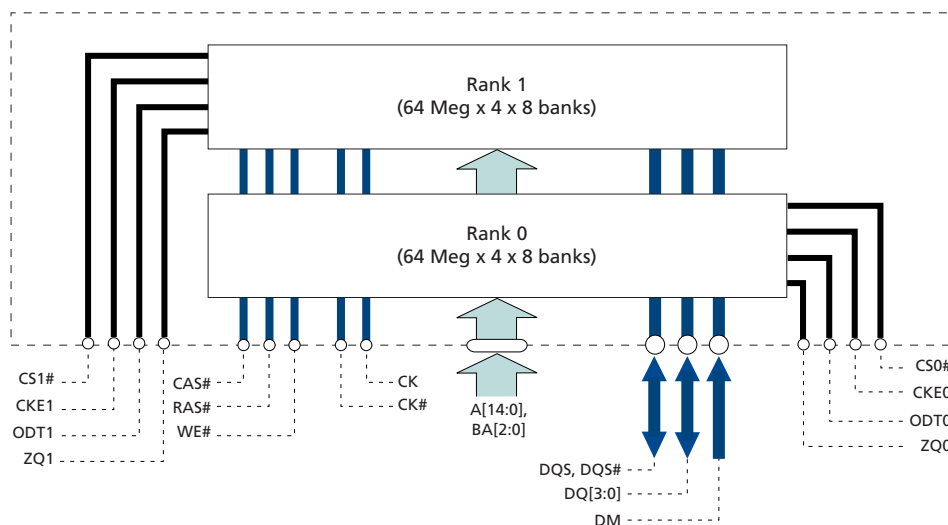 Rank 1
(64 Meg x 4 x 8 banks)
Rank 0
(64 Meg x 4 x 8 banks)
CS1#
CKE1
ODT1
ZQ1
CAS#
RAS#
WE#
CK
CK#
A[14:0],
BA[2:0]
DQS, DQS#
DQ[3:0]
DM
CS0#
CKE0
ODT0
ZQ0